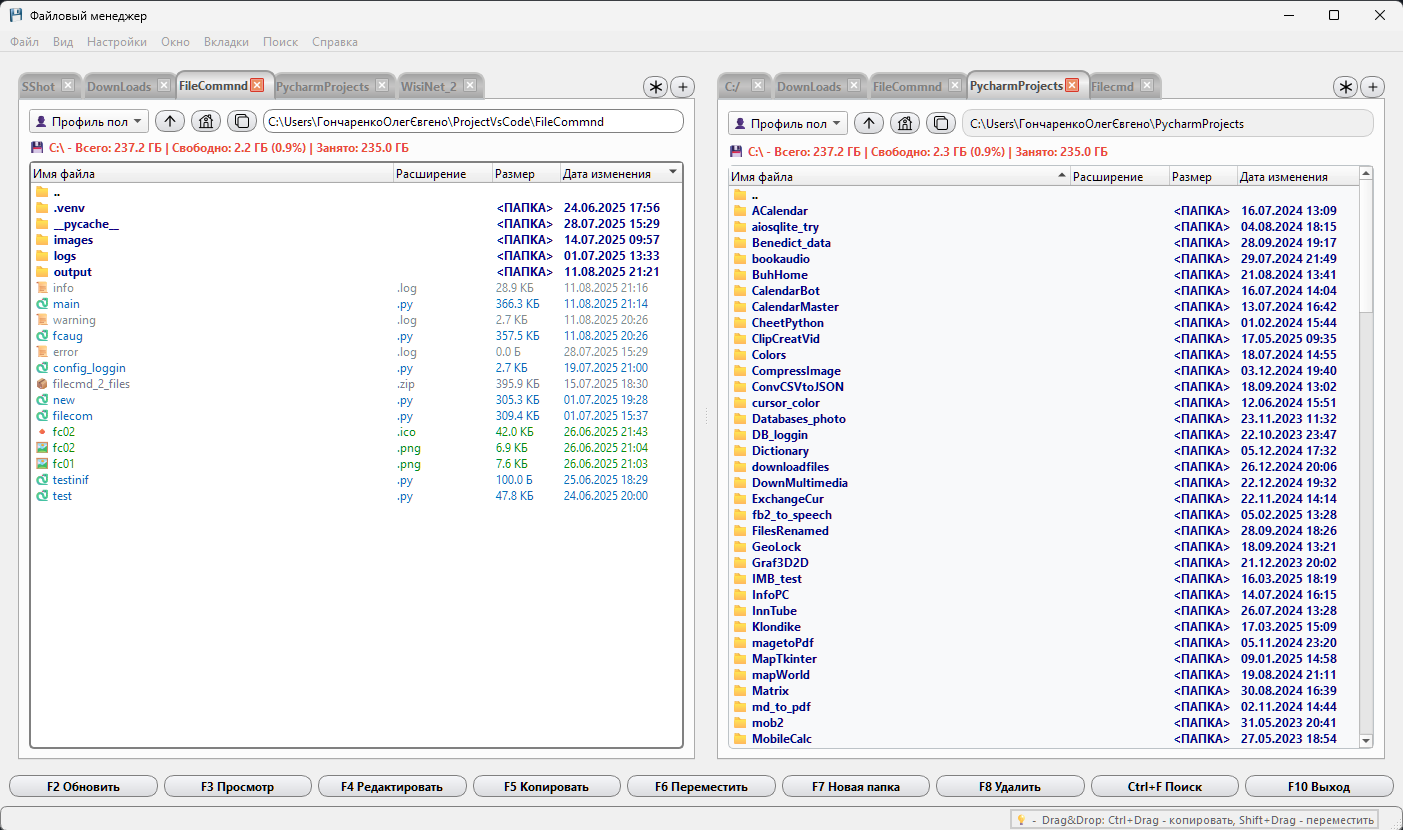 Файловый менеджер
Файл Вид Настройки Окно Вкладки Поиск Справка
SShot DownLoads FileCommnd PycharmProjects WisiNet_2
Профиль пол C:\Users\ГончаренкоОлегЄвгено\ProjectVsCode\FileCommnd
C:\ - Всего: 237.2 ГБ | Свободно: 2.2 ГБ (0.9%) | Занято: 235.0 ГБ
Имя файла Расширение Размер Дата изменения
..
.venv <ПАПКА> 24.06.2025 17:56
__pycache__ <ПАПКА> 28.07.2025 15:29
images <ПАПКА> 14.07.2025 09:57
logs <ПАПКА> 01.07.2025 13:33
output <ПАПКА> 11.08.2025 21:21
info .log 28.9 КБ 11.08.2025 21:16
main .py 366.3 КБ 11.08.2025 21:14
warning .log 2.7 КБ 11.08.2025 20:26
fcaug .py 357.5 КБ 11.08.2025 20:26
error .log 0.0 Б 28.07.2025 15:29
config_loggin .py 2.7 КБ 19.07.2025 21:00
filecmd_2_files .zip 395.9 КБ 15.07.2025 18:30
new .py 305.3 КБ 01.07.2025 19:28
filecom .py 309.4 КБ 01.07.2025 15:37
fc02 .ico 42.0 КБ 26.06.2025 21:43
fc02 .png 6.9 КБ 26.06.2025 21:04
fc01 .png 7.6 КБ 26.06.2025 21:03
testinif .py 100.0 Б 25.06.2025 18:29
test .py 47.8 КБ 24.06.2025 20:00
C:/ DownLoads FileCommnd PycharmProjects Filecmd
Профиль пол C:\Users\ГончаренкоОлегЄвгено\PycharmProjects
C:\ - Всего: 237.2 ГБ | Свободно: 2.3 ГБ (0.9%) | Занято: 235.0 ГБ
Имя файла Расширение Размер Дата изменения
..
ACalendar <ПАПКА> 16.07.2024 13:09
aiosqlite_try <ПАПКА> 04.08.2024 18:15
Benedict_data <ПАПКА> 28.09.2024 19:17
bookaudio <ПАПКА> 29.07.2024 21:49
BuhHome <ПАПКА> 21.08.2024 13:41
CalendarBot <ПАПКА> 16.07.2024 14:04
CalendarMaster <ПАПКА> 13.07.2024 16:42
CheetPython <ПАПКА> 01.02.2024 15:44
ClipCreatVid <ПАПКА> 17.05.2025 09:35
Colors <ПАПКА> 18.07.2024 14:55
CompressImage <ПАПКА> 03.12.2024 19:40
ConvCSVtoJSON <ПАПКА> 18.09.2024 13:02
cursor_color <ПАПКА> 12.06.2024 15:51
Databases_photo <ПАПКА> 23.11.2023 11:32
DB_loggin <ПАПКА> 22.10.2023 23:47
Dictionary <ПАПКА> 05.12.2024 17:32
downloadfiles <ПАПКА> 26.12.2024 20:06
DownMultimedia <ПАПКА> 22.12.2024 19:32
ExchangeCur <ПАПКА> 22.11.2024 14:14
fb2_to_speech <ПАПКА> 05.02.2025 13:28
FilesRenamed <ПАПКА> 28.09.2024 18:26
GeoLock <ПАПКА> 18.09.2024 13:21
Graf3D2D <ПАПКА> 21.12.2023 20:02
IMB_test <ПАПКА> 16.03.2025 18:19
InfoPC <ПАПКА> 14.07.2024 16:15
InnTube <ПАПКА> 26.07.2024 13:28
Klondike <ПАПКА> 17.03.2025 15:09
magetoPdf <ПАПКА> 05.11.2024 23:20
MapTkinter <ПАПКА> 09.01.2025 14:58
mapWorld <ПАПКА> 19.08.2024 21:11
Matrix <ПАПКА> 30.08.2024 16:39
md_to_pdf <ПАПКА> 02.11.2024 14:44
mob2 <ПАПКА> 31.05.2023 20:41
MobileCalc <ПАПКА> 27.05.2023 18:54
F2 Обновить F3 Просмотр F4 Редактировать F5 Копировать F6 Переместить F7 Новая папка F8 Удалить Ctrl+F Поиск F10 Выход
- Drag&Drop: Ctrl+Drag - копировать, Shift+Drag - переместить